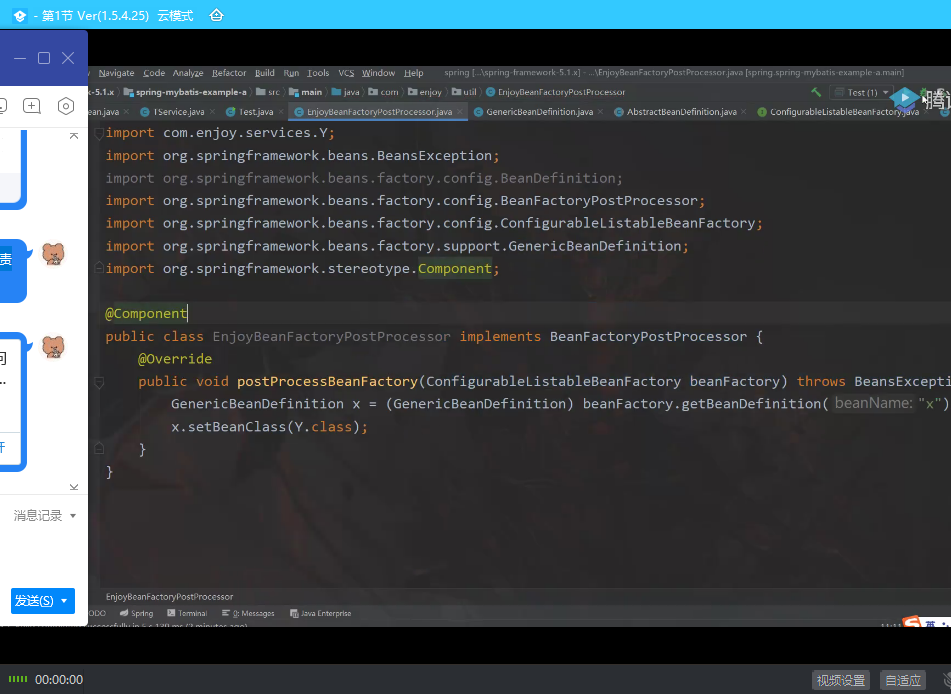 - 第1节 Ver(1.5.4.25) 云模式
Navigate Code Analyze Refactor Build Run Tools VCS Window Help spring [...\spring-framework-5.1.x] - ...\EnjoyBeanFactoryPostProcessor.java [spring.spring-mybatis-example-a.main]
k-5.1.x spring-mybatis-example-a src main java com enjoy util EnjoyBeanFactoryPostProcessor Test (1) 腾
ean.java TService.java Test.java EnjoyBeanFactoryPostProcessor.java GenericBeanDefinition.java AbstractBeanDefinition.java ConfigurableListableBeanFactory.java
import com.enjoy.services.Y;
import org.springframework.beans.BeansException;
import org.springframework.beans.factory.config.BeanDefinition;
import org.springframework.beans.factory.config.BeanFactoryPostProcessor;
import org.springframework.beans.factory.config.ConfigurableListableBeanFactory;
import org.springframework.beans.factory.support.GenericBeanDefinition;
import org.springframework.stereotype.Component;
@Component
public class EnjoyBeanFactoryPostProcessor implements BeanFactoryPostProcessor {
@Override
public void postProcessBeanFactory(ConfigurableListableBeanFactory beanFactory) throws BeansExcepti
GenericBeanDefinition x = (GenericBeanDefinition) beanFactory.getBeanDefinition( beanName: "x")
x.setBeanClass(Y.class);
}
}
EnjoyBeanFactoryPostProcessor
ODO Spring Terminal 0: Messages Java Enterprise
责
问
...
开
消息记录
发送(S)
英
00:00:00
视频设置 自适应